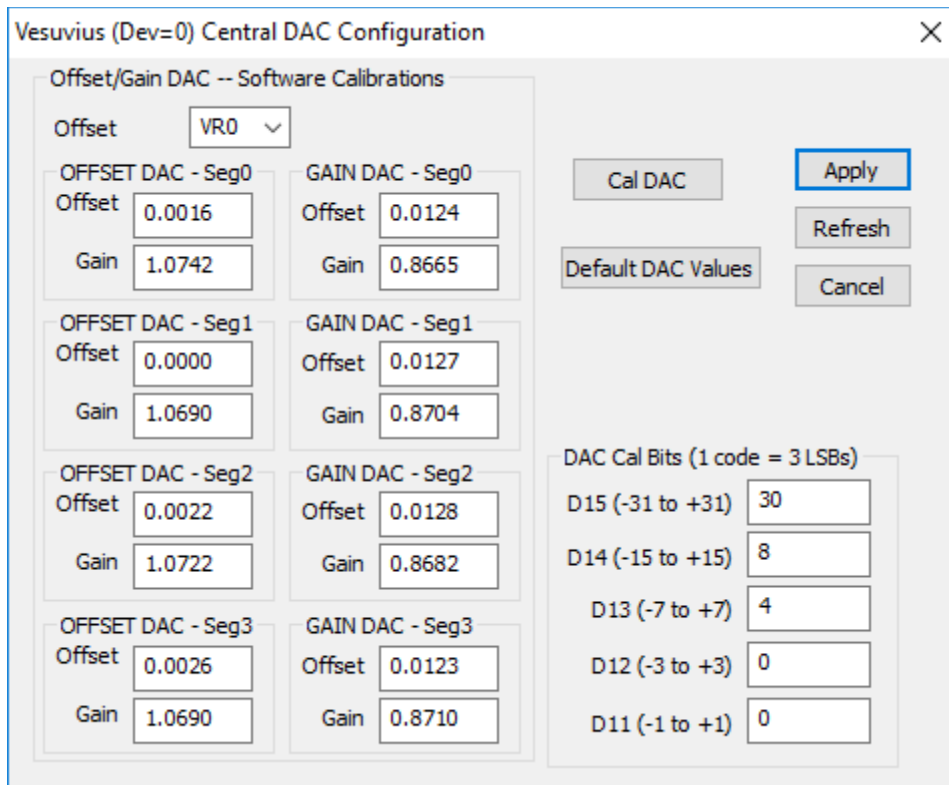 Vesuvius (Dev=0) Central DAC Configuration
Offset/Gain DAC -- Software Calibrations
Offset VR0
OFFSET DAC - Seg0
Offset 0.0016
Gain 1.0742
GAIN DAC - Seg0
Offset 0.0124
Gain 0.8665
OFFSET DAC - Seg1
Offset 0.0000
Gain 1.0690
GAIN DAC - Seg1
Offset 0.0127
Gain 0.8704
OFFSET DAC - Seg2
Offset 0.0022
Gain 1.0722
GAIN DAC - Seg2
Offset 0.0128
Gain 0.8682
OFFSET DAC - Seg3
Offset 0.0026
Gain 1.0690
GAIN DAC - Seg3
Offset 0.0123
Gain 0.8710
Cal DAC
Default DAC Values
Apply
Refresh
Cancel
DAC Cal Bits (1 code = 3 LSBs)
D15 (-31 to +31) 30
D14 (-15 to +15) 8
D13 (-7 to +7) 4
D12 (-3 to +3) 0
D11 (-1 to +1) 0